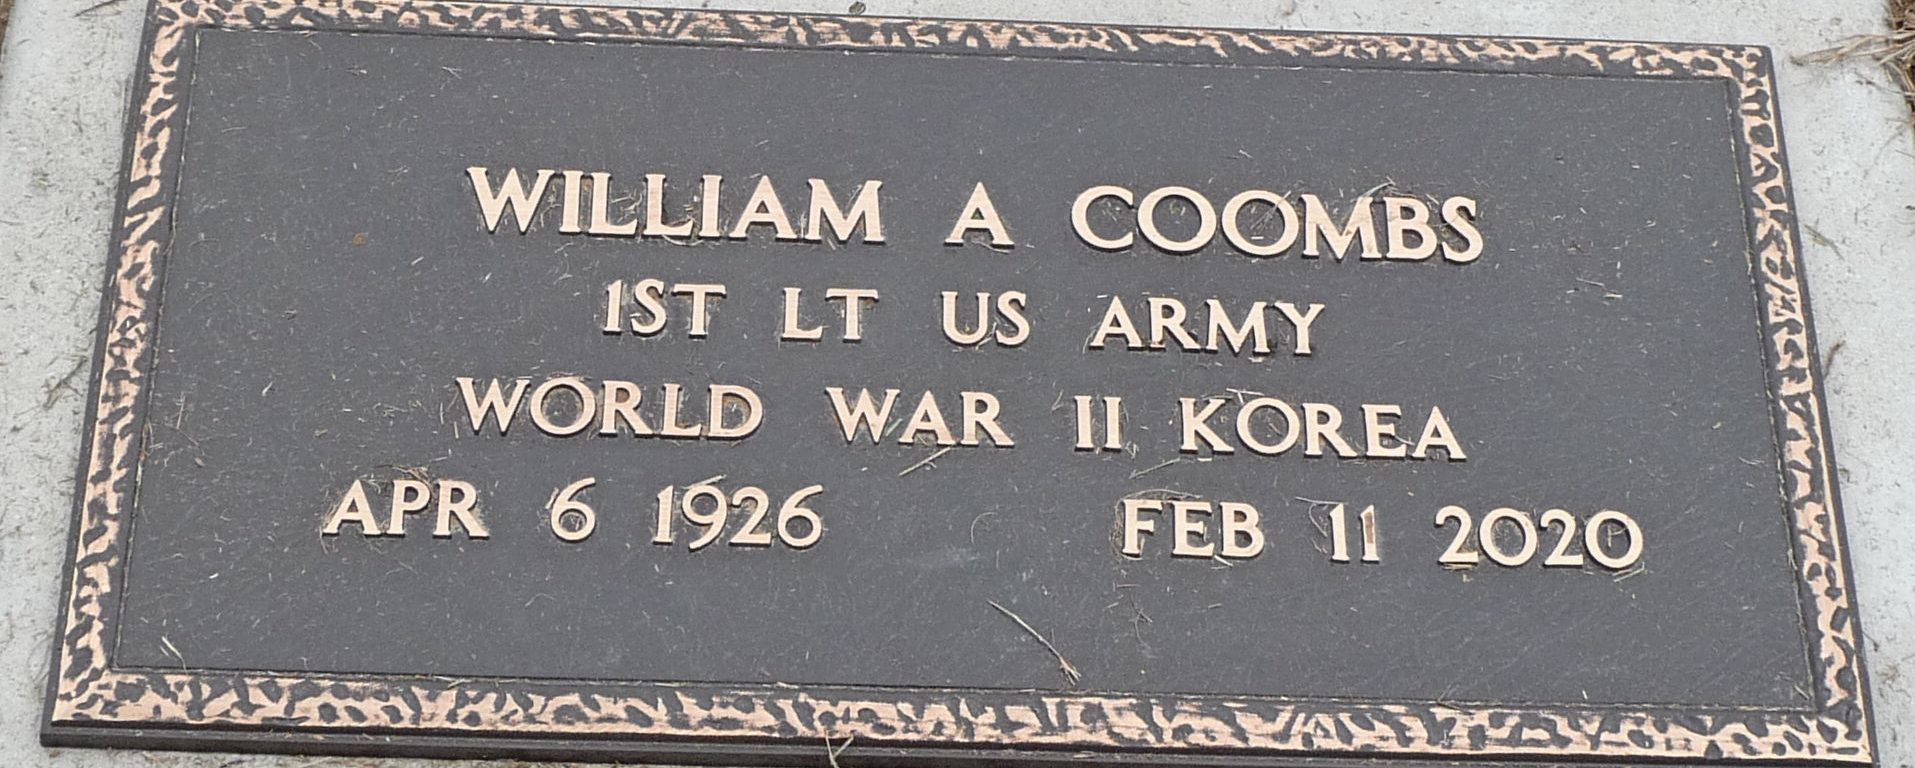 WILLIAM A COOMBS
1ST LT US ARMY
WORLD WAR II KOREA
APR 6 1926 FEB 11 2020